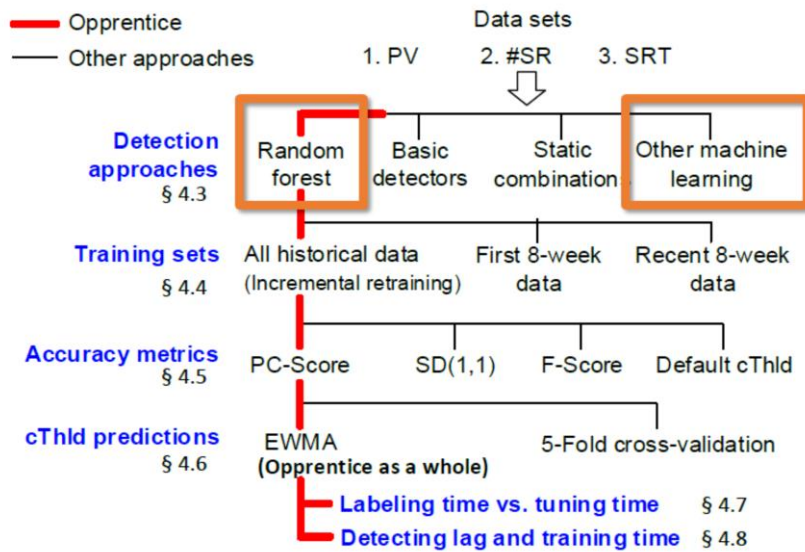 Opprentice
Other approaches
Data sets
1. PV 2. #SR 3. SRT
Detection approaches
§ 4.3
Random forest
Basic detectors
Static combinations
Other machine learning
Training sets
§ 4.4
All historical data
(Incremental retraining)
First 8-week data
Recent 8-week data
Accuracy metrics
§ 4.5
PC-Score
SD(1,1)
F-Score
Default cThld
cThld predictions
§ 4.6
EWMA
(Opprentice as a whole)
5-Fold cross-validation
Labeling time vs. tuning time § 4.7
Detecting lag and training time § 4.8